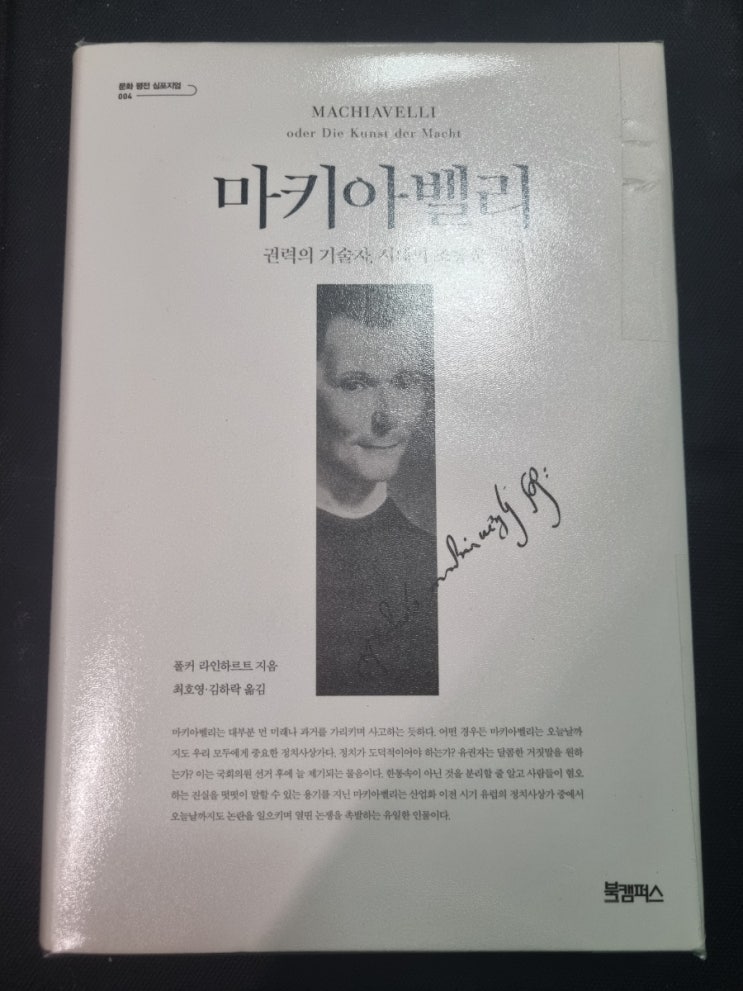 문화 평전 심포지엄
004
MACHIAVELLI
oder Die Kunst der Macht
마키아벨리
권력의 기술자, 시대의
폴커 라인하르트 지음
최호영·김하락 옮김
마키아벨리는 대부분 먼 미래나 과거를 가리키며 사고하는 듯하다. 어떤 경우든 마키아벨리는 오늘날까
지도 우리 모두에게 중요한 정치사상가다. 정치가 도덕적이어야 하는가? 유권자는 달콤한 거짓말을 원하
는가? 이는 국회의원 선거 후에 늘 제기되는 물음이다. 한통속이 아닌 것을 분리할 줄 알고 사람들이 혐오
하는 진실을 떳떳이 말할 수 있는 용기를 지닌 마키아벨리는 산업화 이전 시기 유럽의 정치사상가 중에서
오늘날까지도 논란을 일으키며 열띤 논쟁을 촉발하는 유일한 인물이다.
북캠퍼스